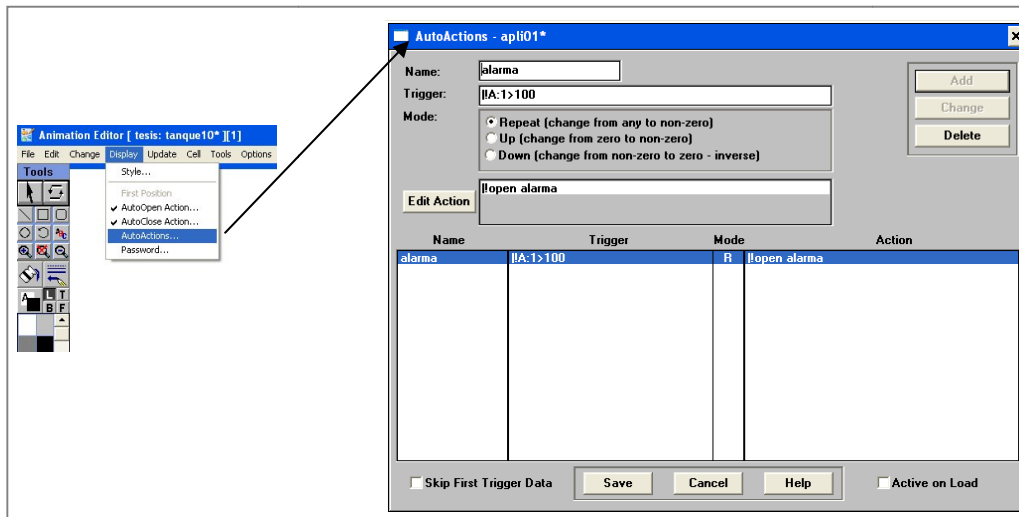 Animation Editor [ tesis: tanque10* ][1]
File Edit Change Display Update Cell Tools Options
Tools
Style...
First Position
AutoOpen Action...
AutoClose Action...
AutoActions...
Password...
A L T
B F
AutoActions - apli01*
Name: alarma
Trigger: |!A:1>100
Mode:
Repeat (change from any to non-zero)
Up (change from zero to non-zero)
Down (change from non-zero to zero - inverse)
Add
Change
Delete
Edit Action |!open alarma
Name Trigger Mode Action
alarma |!A:1>100 R |!open alarma
Skip First Trigger Data Save Cancel Help Active on Load